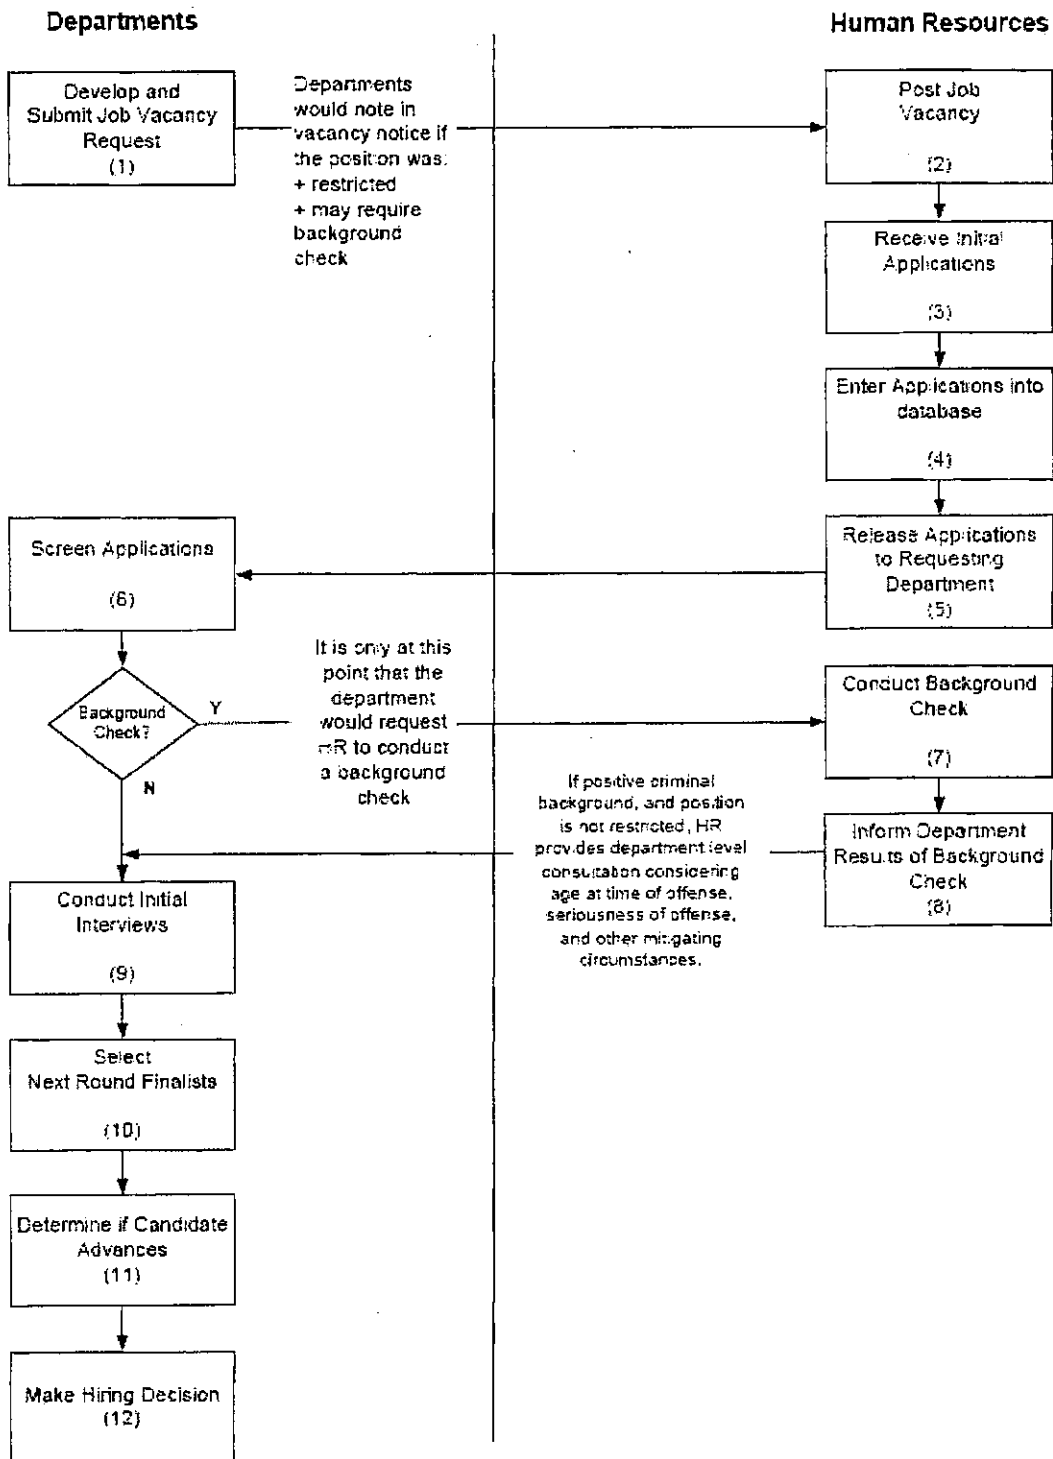 Departments
Human Resources
Develop and
Submit Job Vacancy
Request
(1)
Departments
would note in
vacancy notice if
the position was:
+ restricted
+ may require
background
check
Post Job
Vacancy
(2)
Receive Initial
Applications
(3)
Enter Applications into
database
(4)
Release Applications
to Requesting
Department
(5)
Screen Applications
(6)
Background
Check?
Y
N
It is only at this
point that the
department
would request
HR to conduct
a background
check
Conduct Background
Check
(7)
Inform Department
Results of Background
Check
(8)
If positive criminal
background, and position
is not restricted, HR
provides department level
consultation considering
age at time of offense,
seriousness of offense,
and other mitigating
circumstances.
Conduct Initial
Interviews
(9)
Select
Next Round Finalists
(10)
Determine if Candidate
Advances
(11)
Make Hiring Decision
(12)